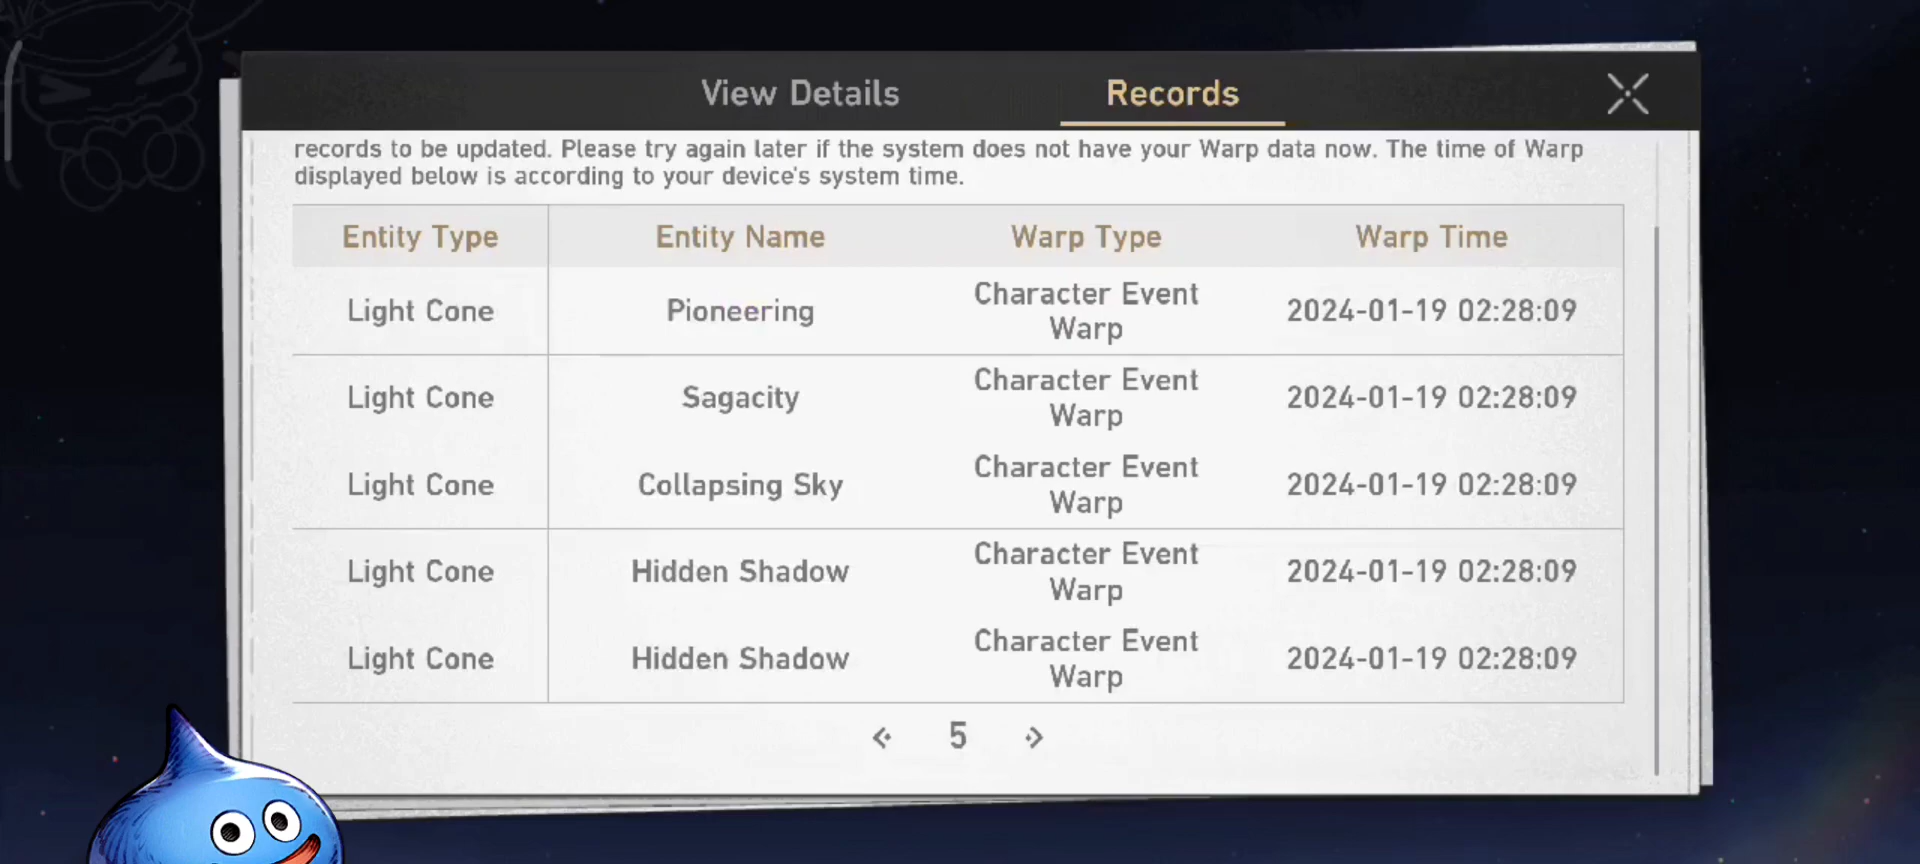 View Details Records
records to be updated. Please try again later if the system does not have your Warp data now. The time of Warp
displayed below is according to your device's system time.
Entity Type Entity Name Warp Type Warp Time
Light Cone Pioneering Character Event Warp 2024-01-19 02:28:09
Light Cone Sagacity Character Event Warp 2024-01-19 02:28:09
Light Cone Collapsing Sky Character Event Warp 2024-01-19 02:28:09
Light Cone Hidden Shadow Character Event Warp 2024-01-19 02:28:09
Light Cone Hidden Shadow Character Event Warp 2024-01-19 02:28:09
5